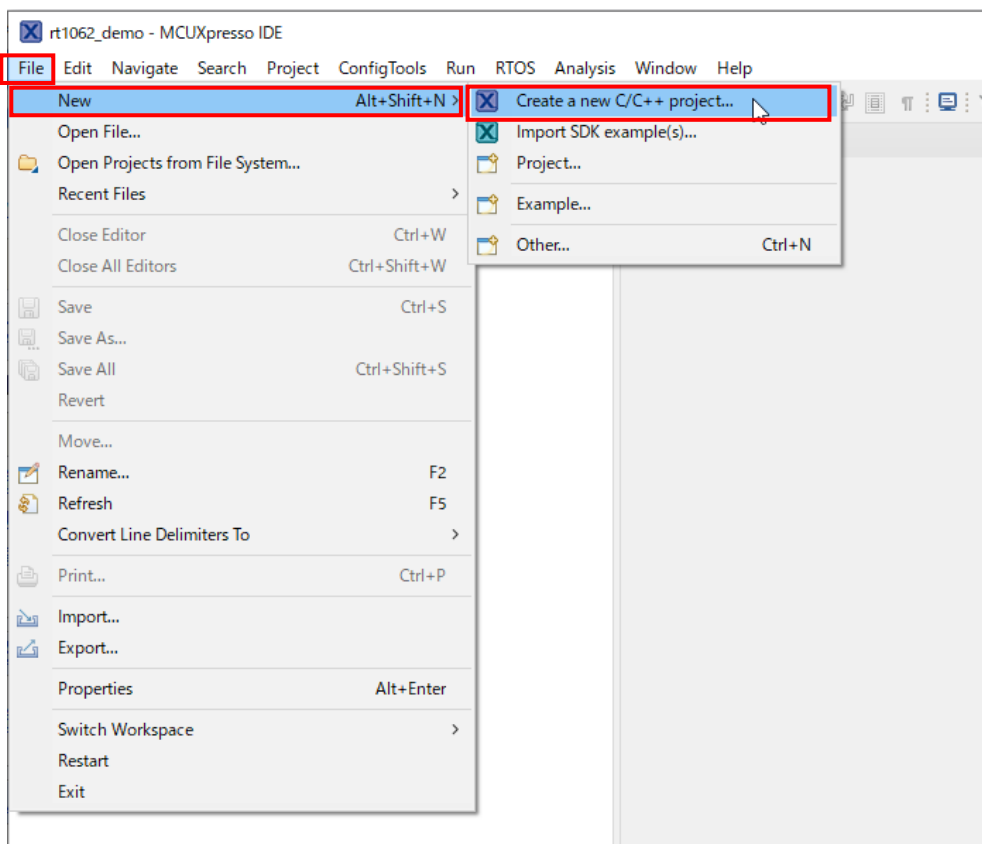 rt1062_demo - MCUXpresso IDE
File Edit Navigate Search Project ConfigTools Run RTOS Analysis Window Help
New Alt+Shift+N
Create a new C/C++ project...
Import SDK example(s)...
Project...
Example...
Other... Ctrl+N
Open File...
Open Projects from File System...
Recent Files
Close Editor Ctrl+W
Close All Editors Ctrl+Shift+W
Save Ctrl+S
Save As...
Save All Ctrl+Shift+S
Revert
Move...
Rename... F2
Refresh F5
Convert Line Delimiters To
Print... Ctrl+P
Import...
Export...
Properties Alt+Enter
Switch Workspace
Restart
Exit